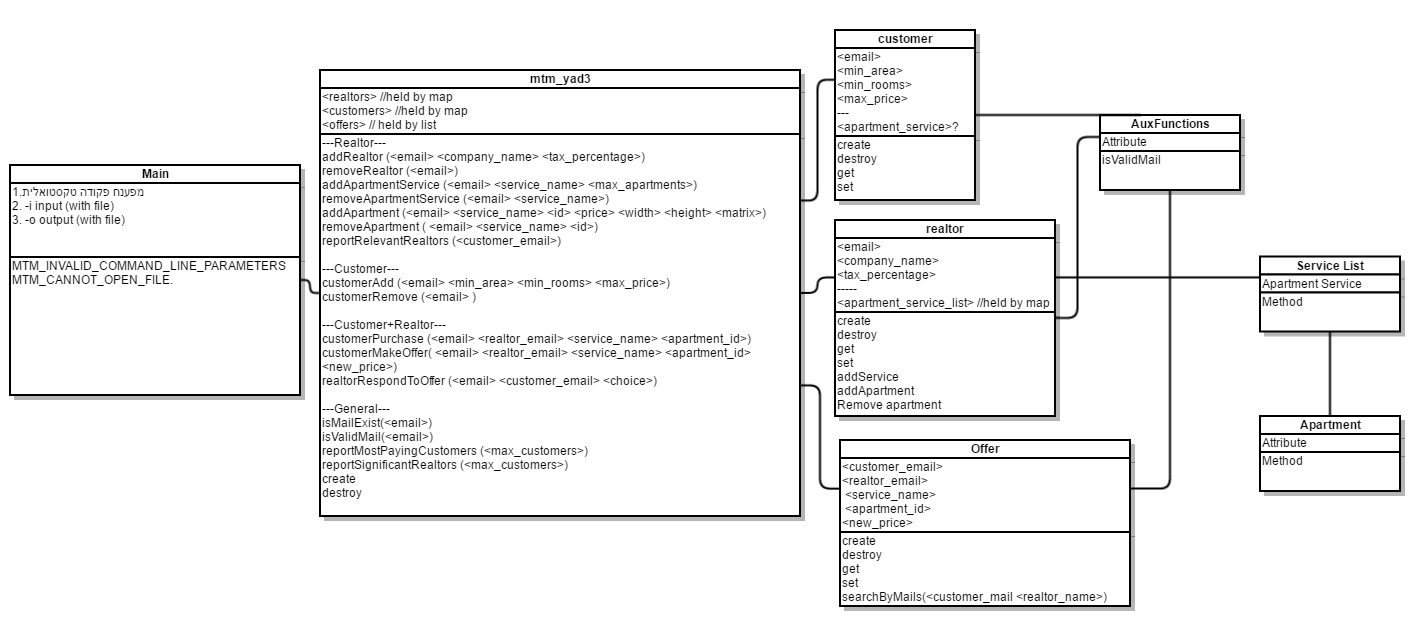 Main
1.מפענח פקודה טקסטואלית
2. -i input (with file)
3. -o output (with file)
MTM_INVALID_COMMAND_LINE_PARAMETERS
MTM_CANNOT_OPEN_FILE.
mtm_yad3
<realtors> //held by map
<customers> //held by map
<offers> // held by list
---Realtor---
addRealtor (<email> <company_name> <tax_percentage>)
removeRealtor (<email>)
addApartmentService (<email> <service_name> <max_apartments>)
removeApartmentService (<email> <service_name>)
addApartment (<email> <service_name> <id> <price> <width> <height> <matrix>)
removeApartment ( <email> <service_name> <id>)
reportRelevantRealtors (<customer_email>)
---Customer---
customerAdd (<email> <min_area> <min_rooms> <max_price>)
customerRemove (<email> )
---Customer+Realtor---
customerPurchase (<email> <realtor_email> <service_name> <apartment_id>)
customerMakeOffer( <email> <realtor_email> <service_name> <apartment_id>
<new_price>)
realtorRespondToOffer (<email> <customer_email> <choice>)
---General---
isMailExist(<email>)
isValidMail(<email>)
reportMostPayingCustomers (<max_customers>)
reportSignificantRealtors (<max_customers>)
create
destroy
customer
<email>
<min_area>
<min_rooms>
<max_price>
---
<apartment_service>?
create
destroy
get
set
realtor
<email>
<company_name>
<tax_percentage>
-----
<apartment_service_list> //held by map
create
destroy
get
set
addService
addApartment
Remove apartment
Offer
<customer_email>
<realtor_email>
<service_name>
<apartment_id>
<new_price>
create
destroy
get
set
searchByMails(<customer_mail <realtor_name>)
AuxFunctions
Attribute
isValidMail
Service List
Apartment Service
Method
Apartment
Attribute
Method